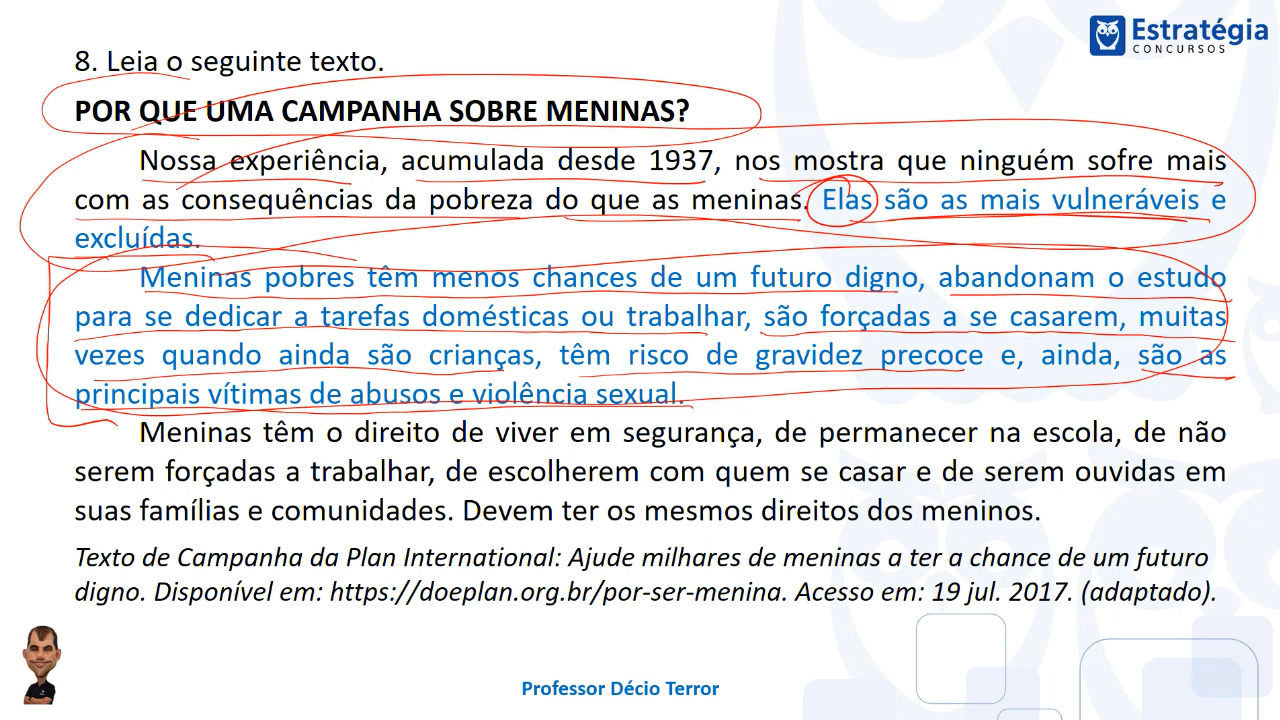 Estratégia
CONCURSOS
8. Leia o seguinte texto.
POR QUE UMA CAMPANHA SOBRE MENINAS?
Nossa experiência, acumulada desde 1937, nos mostra que ninguém sofre mais
com as consequências da pobreza do que as meninas. Elas são as mais vulneráveis e
excluídas.
Meninas pobres têm menos chances de um futuro digno, abandonam o estudo
para se dedicar a tarefas domésticas ou trabalhar, são forçadas a se casarem, muitas
vezes quando ainda são crianças, têm risco de gravidez precoce e, ainda, são as
principais vítimas de abusos e violência sexual.
Meninas têm o direito de viver em segurança, de permanecer na escola, de não
serem forçadas a trabalhar, de escolherem com quem se casar e de serem ouvidas em
suas famílias e comunidades. Devem ter os mesmos direitos dos meninos.
Texto de Campanha da Plan International: Ajude milhares de meninas a ter a chance de um futuro
digno. Disponível em: https://doeplan.org.br/por-ser-menina. Acesso em: 19 jul. 2017. (adaptado).
Professor Décio Terror